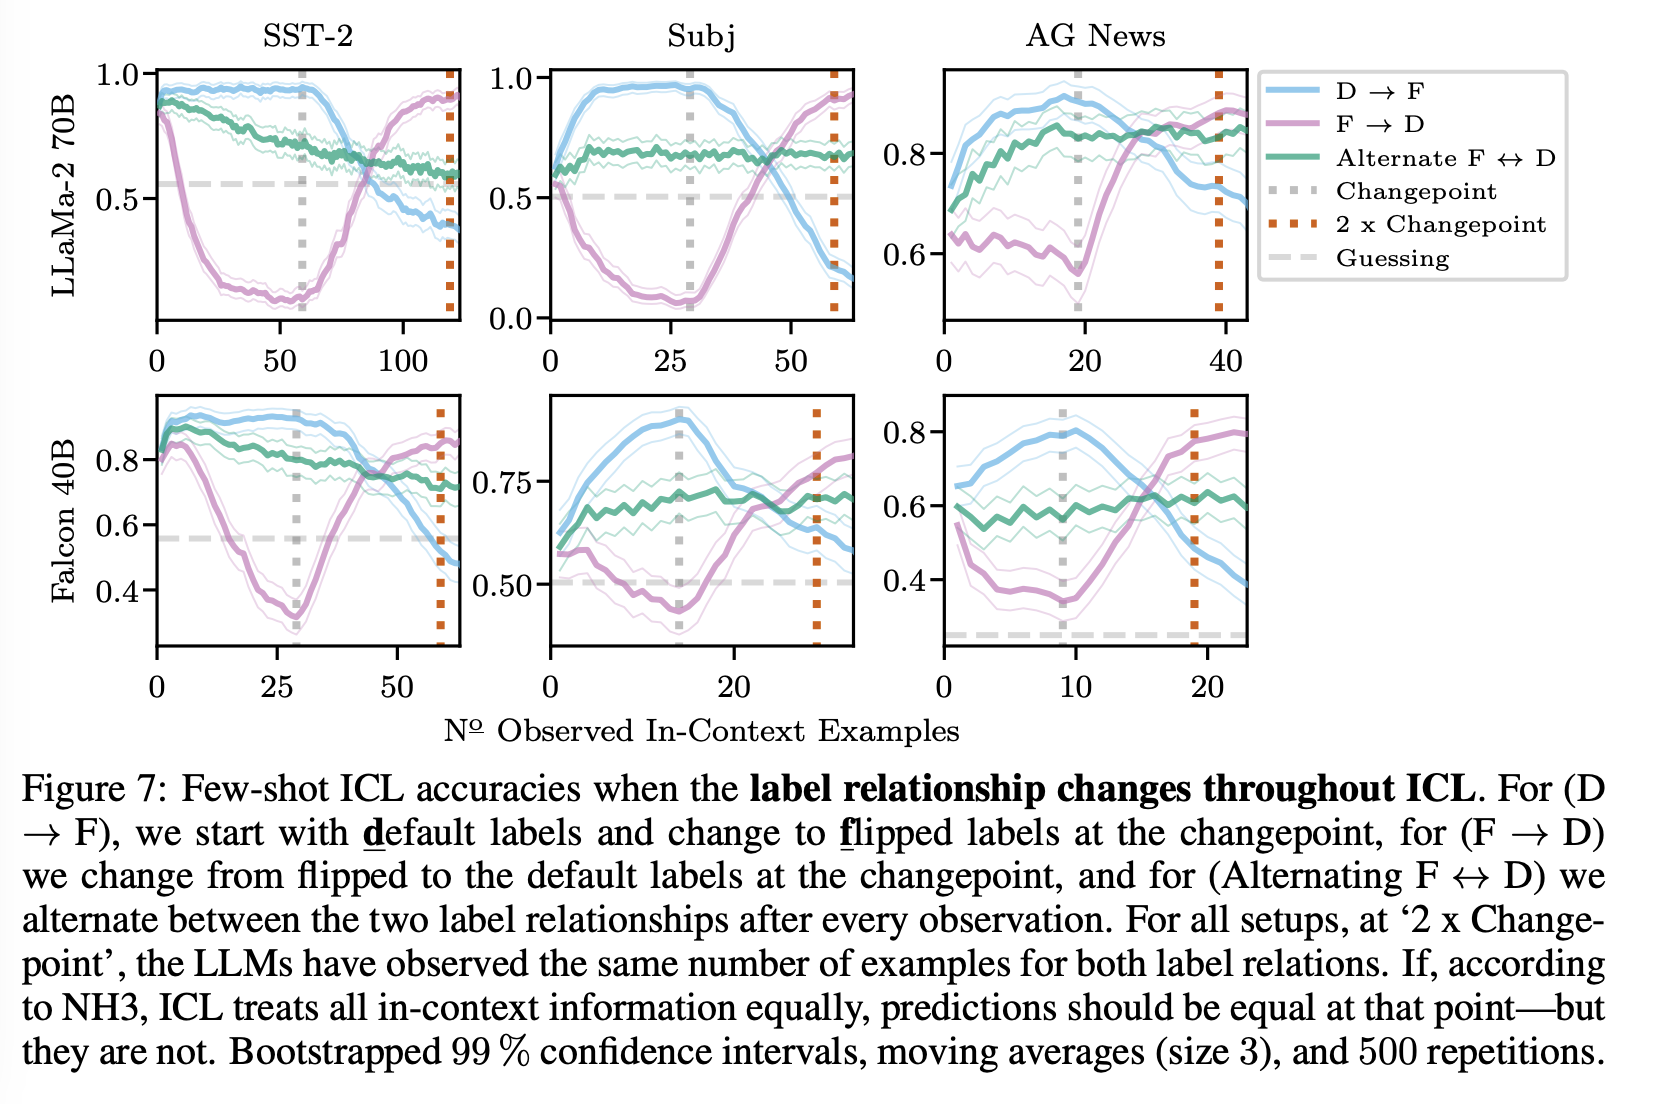 SST-2
Subj
AG News
LLaMa-2 70B
1.0
0.5
0
50
100
1.0
0.5
0.0
0
25
50
0.8
0.6
0
20
40
D → F
F → D
Alternate F ↔ D
Changepoint
2 x Changepoint
Guessing
Falcon 40B
0.8
0.6
0.4
0
25
50
0.75
0.50
0
20
0.8
0.6
0.4
0
10
20
Nº Observed In-Context Examples
Figure 7: Few-shot ICL accuracies when the label relationship changes throughout ICL. For (D
→ F), we start with default labels and change to flipped labels at the changepoint, for (F → D)
we change from flipped to the default labels at the changepoint, and for (Alternating F ↔ D) we
alternate between the two label relationships after every observation. For all setups, at ‘2 x Change-
point’, the LLMs have observed the same number of examples for both label relations. If, according
to NH3, ICL treats all in-context information equally, predictions should be equal at that point—but
they are not. Bootstrapped 99 % confidence intervals, moving averages (size 3), and 500 repetitions.